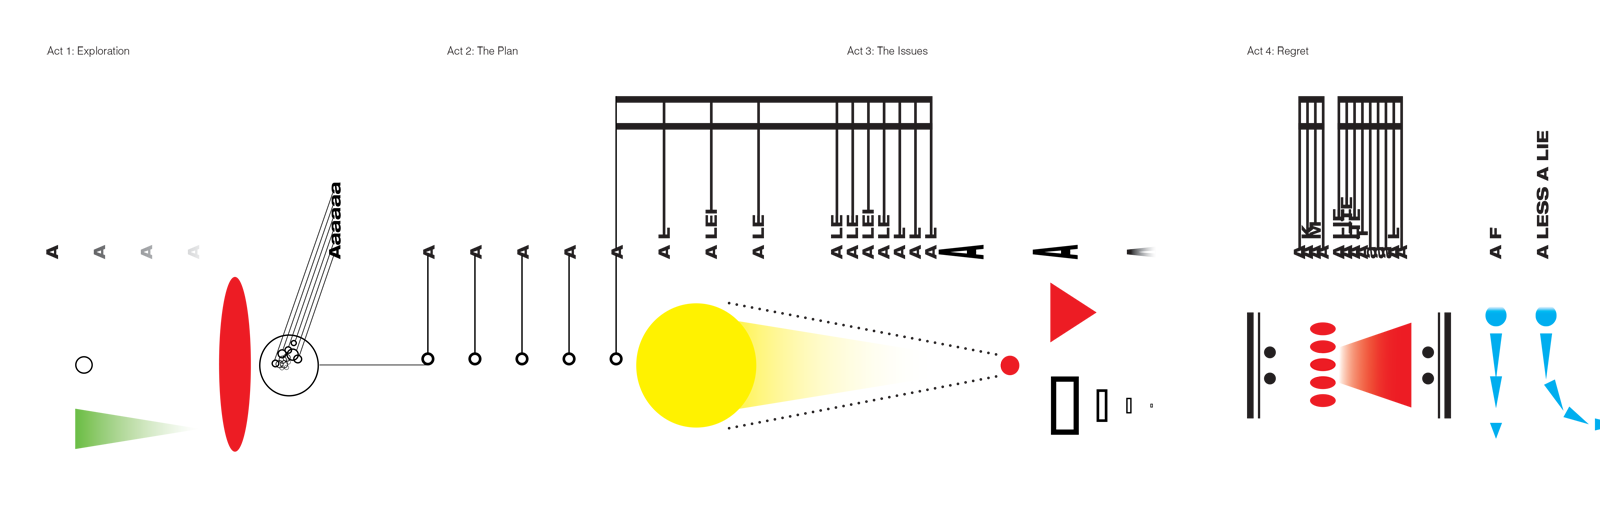 Act 1: Exploration
Act 2: The Plan
Act 3: The Issues
Act 4: Regret
A
A
A
A
Aaaaaaa
A
A
A
A
A
A L
A LEI
A LE
A LE
A LE
A LEI
A LE
A L
A L
A L
A
A
A F
A LESS A LIE